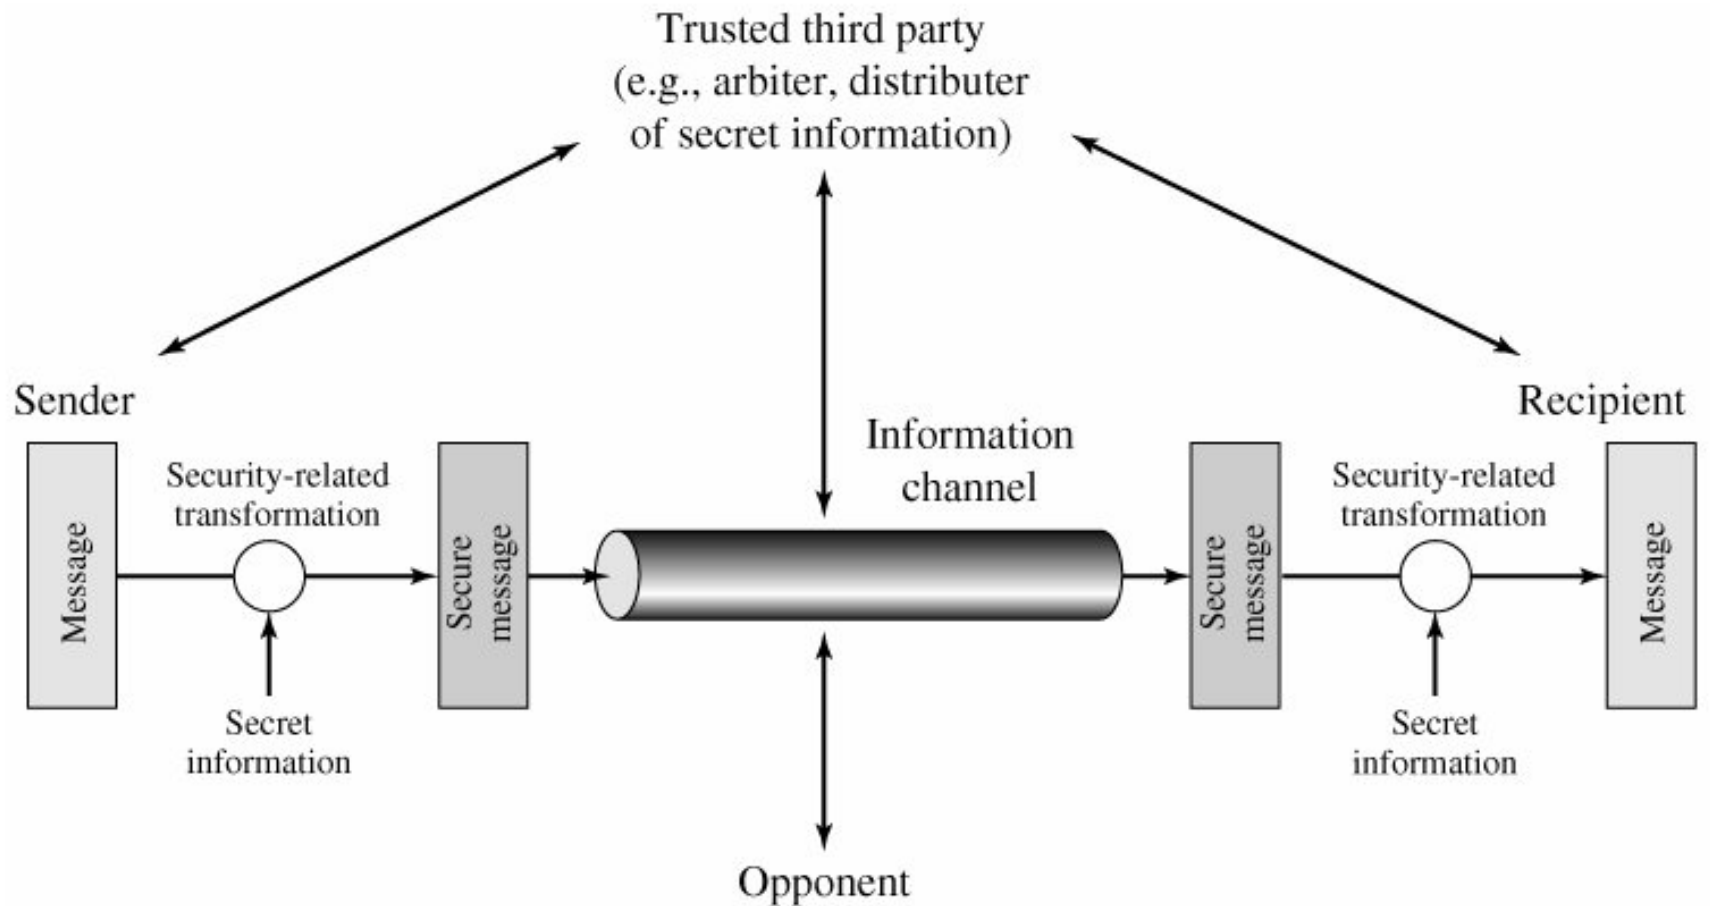 Trusted third party
(e.g., arbiter, distributer
of secret information)
Sender
Recipient
Information
channel
Security-related
transformation
Security-related
transformation
Message
Secure
message
Secure
message
Message
Secret
information
Secret
information
Opponent